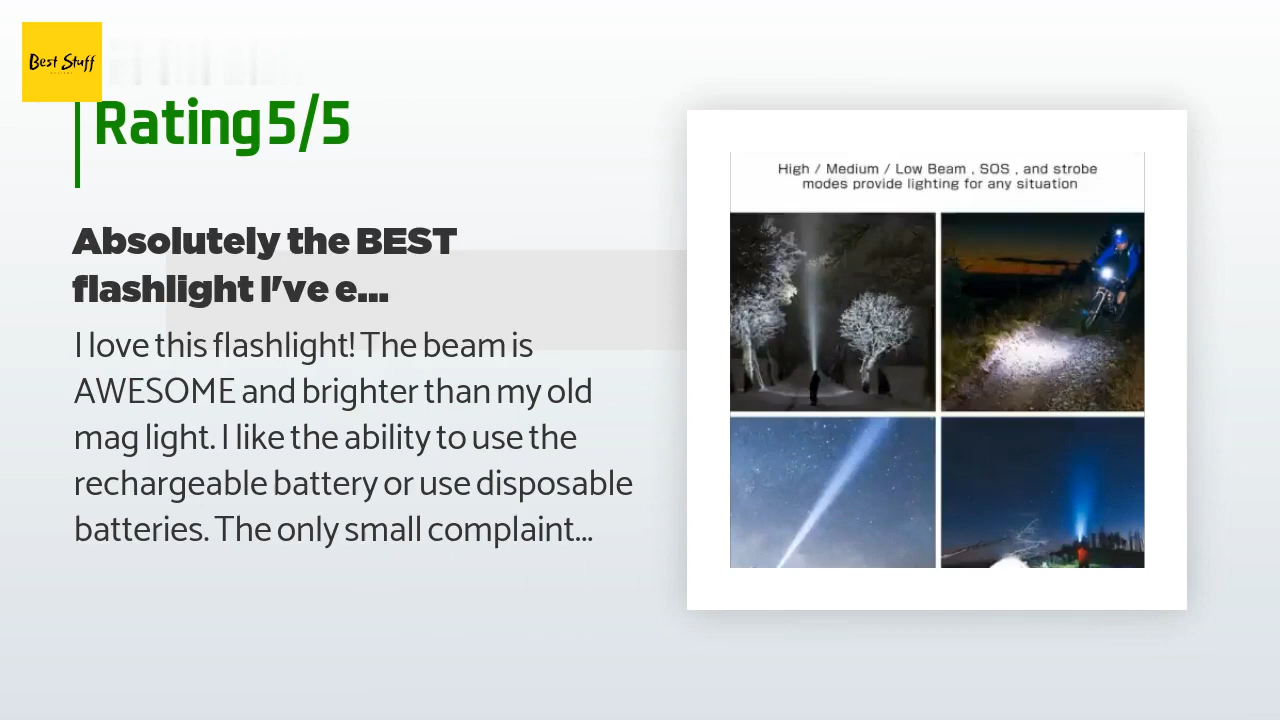 Best Stuff
Rating 5/5
Absolutely the BEST
flashlight I've e...
I love this flashlight! The beam is
AWESOME and brighter than my old
mag light. I like the ability to use the
rechargeable battery or use disposable
batteries. The only small complaint...
High / Medium / Low Beam , SOS , and strobe
modes provide lighting for any situation